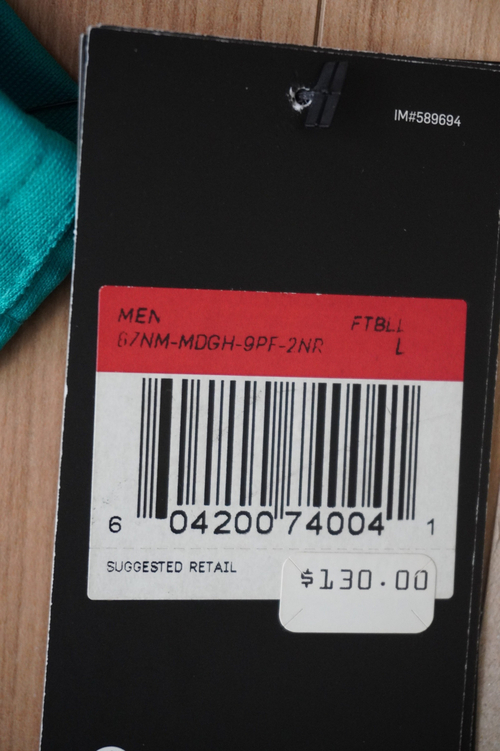 IM#589694
MEN FTBLL
67NM-MDGH-9PF-2NR L
6 04200 74004 1
SUGGESTED RETAIL
$130.00